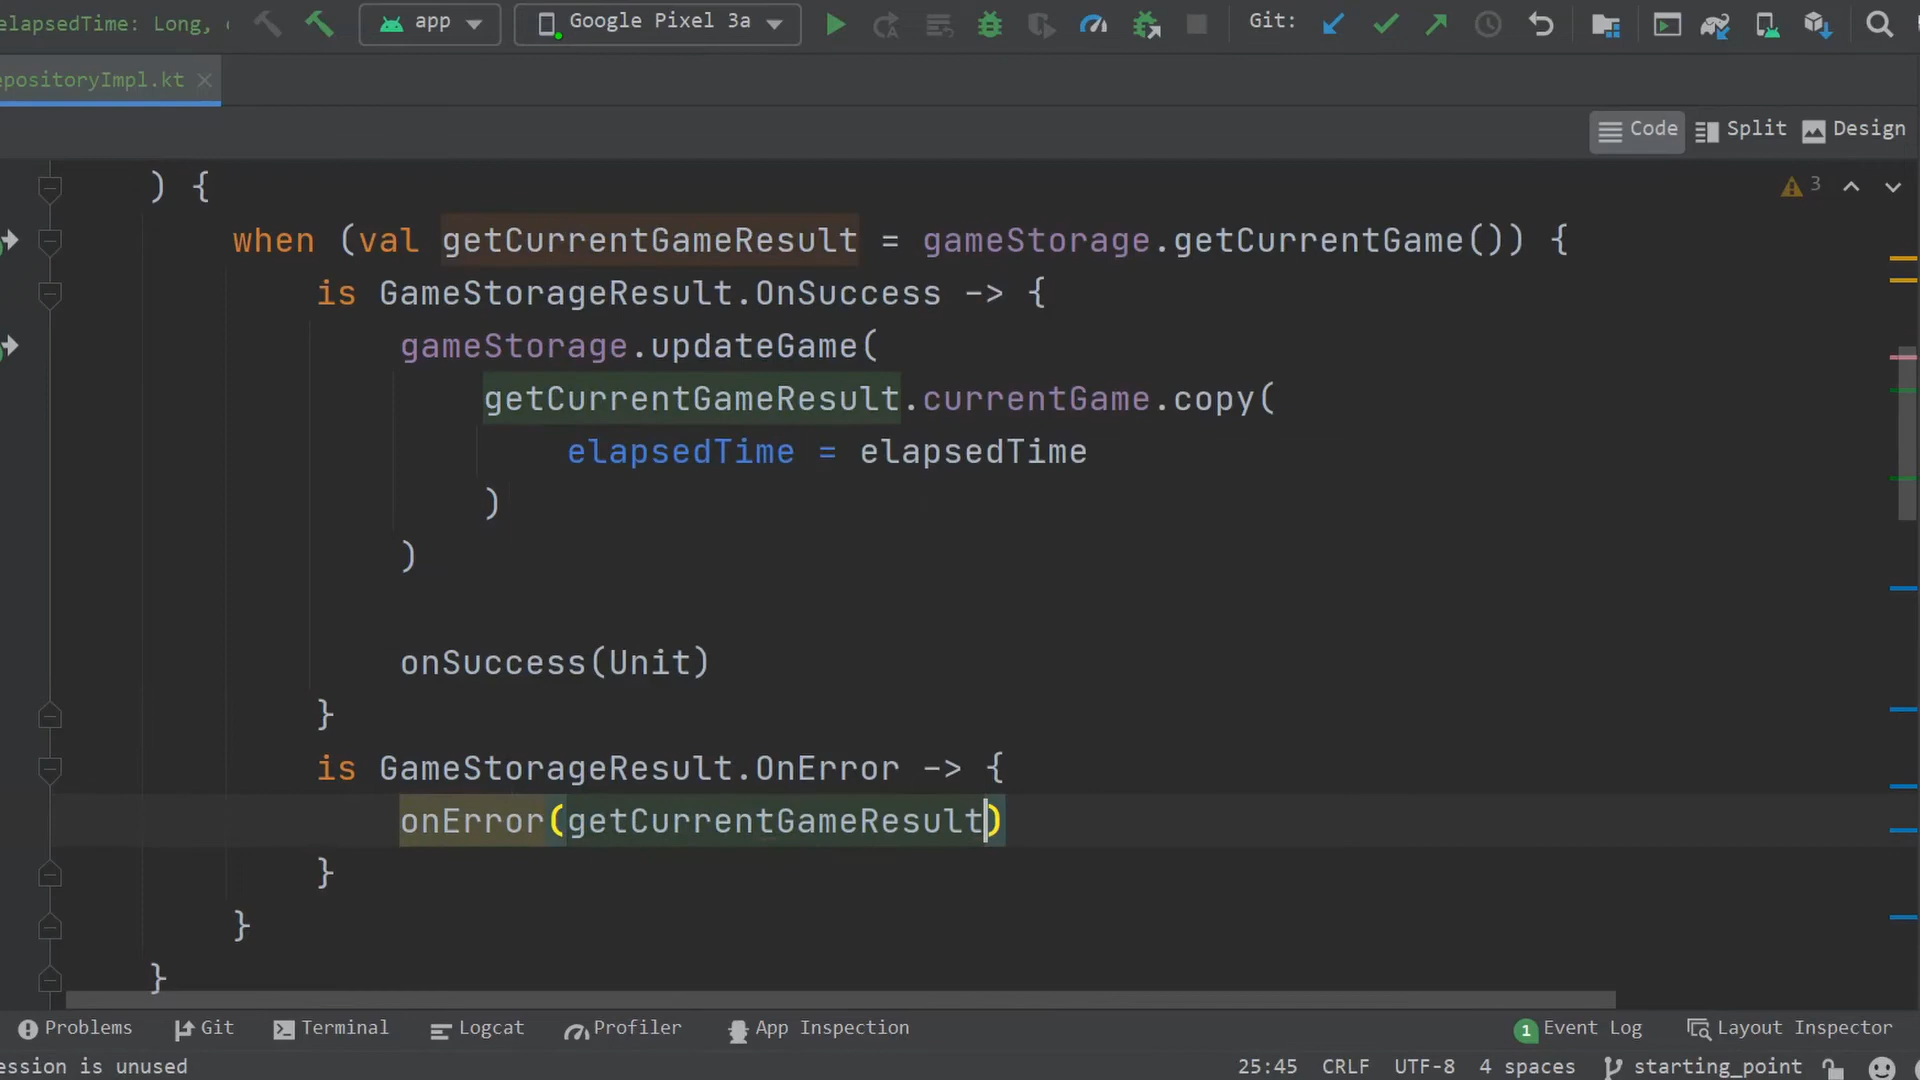 elapsedTime: Long, app Google Pixel 3a Git:
epositoryImpl.kt
Code Split Design
) { 3
when (val getCurrentGameResult = gameStorage.getCurrentGame()) {
is GameStorageResult.OnSuccess -> {
gameStorage.updateGame(
getCurrentGameResult.currentGame.copy(
elapsedTime = elapsedTime
)
)
onSuccess(Unit)
}
is GameStorageResult.OnError -> {
onError(getCurrentGameResult)
}
}
}
Problems Git Terminal Logcat Profiler App Inspection 1 Event Log Layout Inspector
ession is unused 25:45 CRLF UTF-8 4 spaces starting_point